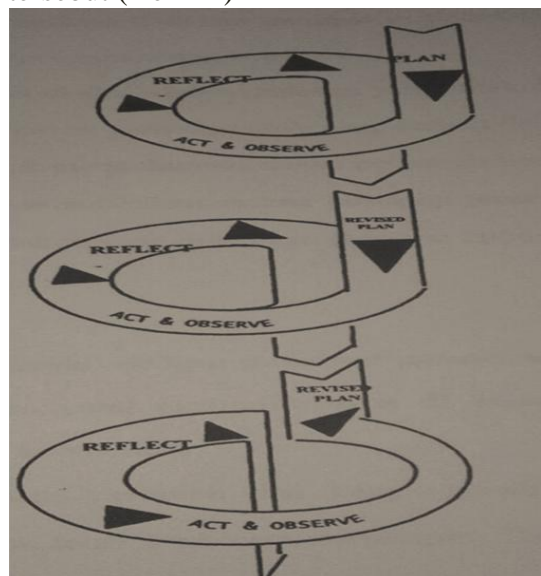 PLAN
REFLECT
ACT & OBSERVE
REVISED
PLAN
REFLECT
ACT & OBSERVE
REVISED
PLAN
REFLECT
ACT & OBSERVE